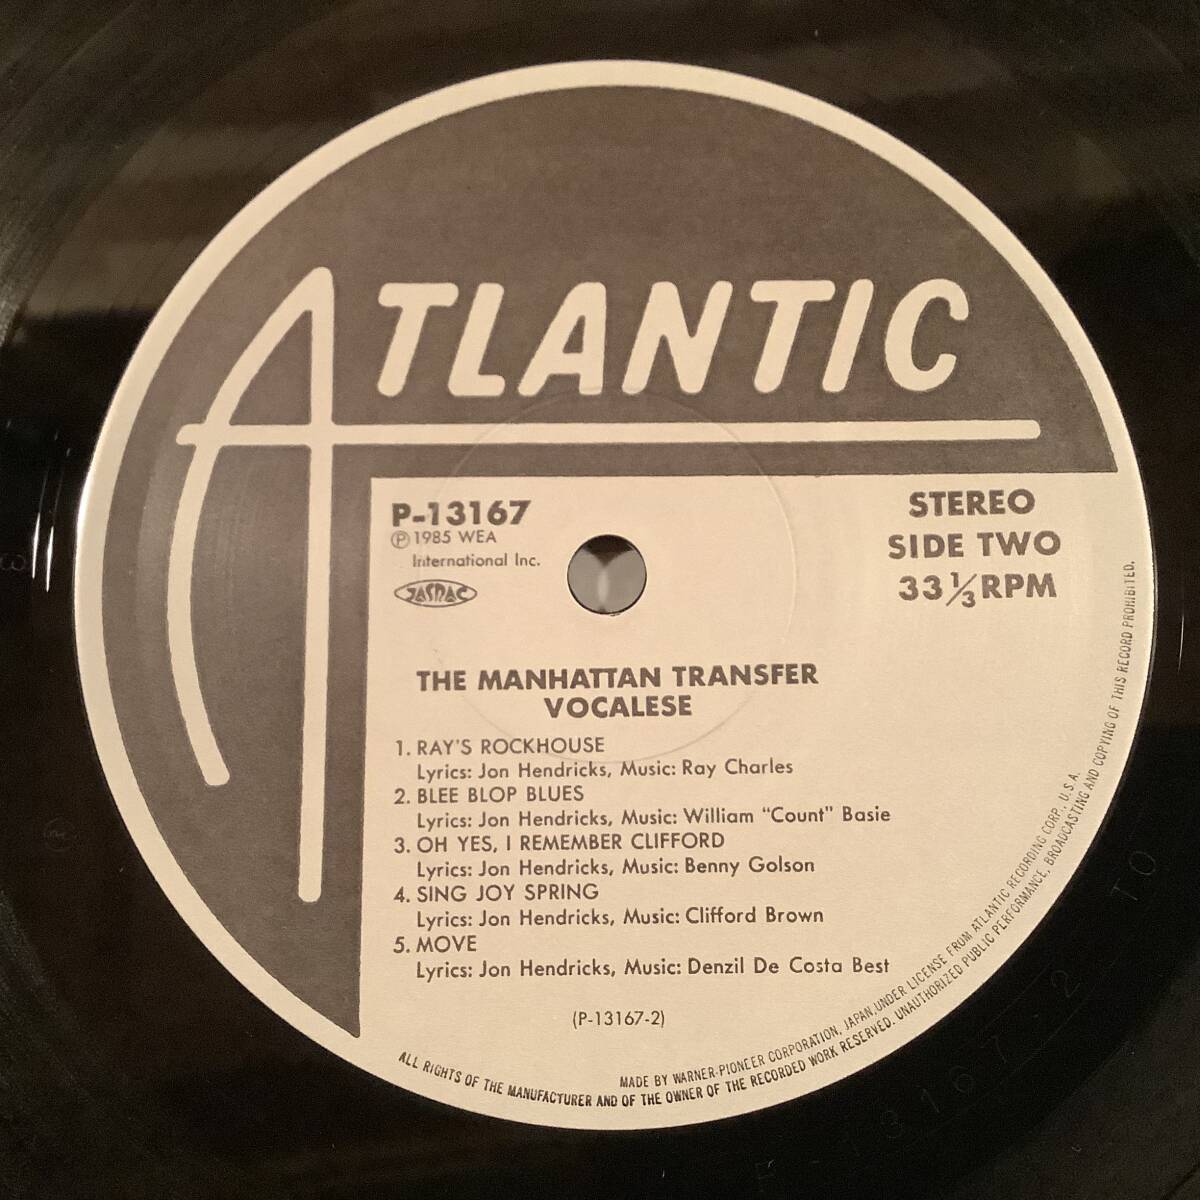 ATLANTIC
P-13167
Ⓟ1985 WEA
International Inc.
JASRAC
STEREO
SIDE TWO
33 1/3 RPM
THE MANHATTAN TRANSFER
VOCALESE
1. RAY'S ROCKHOUSE
Lyrics: Jon Hendricks, Music: Ray Charles
2. BLEE BLOP BLUES
Lyrics: Jon Hendricks, Music: William “Count” Basie
3. OH YES, I REMEMBER CLIFFORD
Lyrics: Jon Hendricks, Music: Benny Golson
4. SING JOY SPRING
Lyrics: Jon Hendricks, Music: Clifford Brown
5. MOVE
Lyrics: Jon Hendricks, Music: Denzil De Costa Best
(P-13167-2)
MADE BY WARNER-PIONEER CORPORATION, JAPAN, UNDER LICENSE FROM ATLANTIC RECORDING CORP., U.S.A.
ALL RIGHTS OF THE MANUFACTURER AND OF THE OWNER OF THE RECORDED WORK RESERVED. UNAUTHORIZED PUBLIC PERFORMANCE, BROADCASTING AND COPYING OF THIS RECORD PROHIBITED.